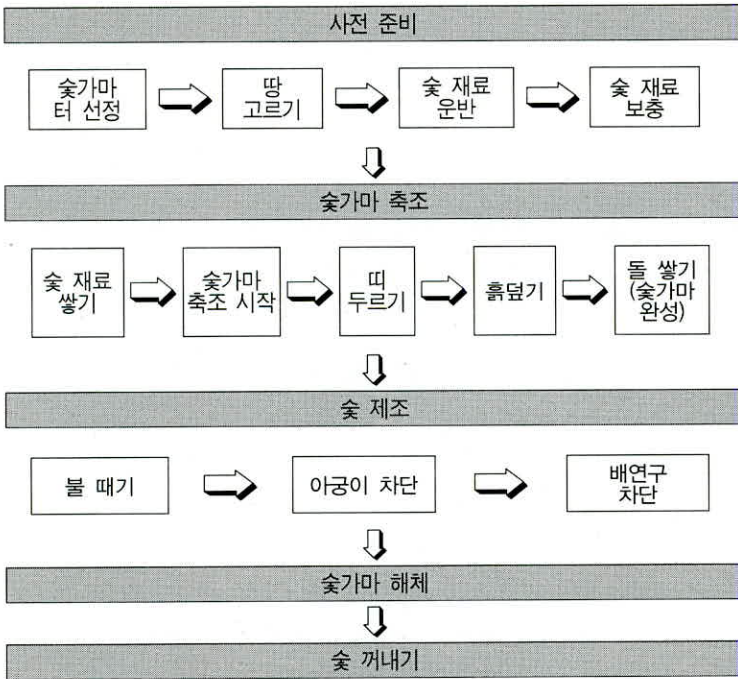 사전 준비
숯가마
터 선정
땅
고르기
숯 재료
운반
숯 재료
보충
숯가마 축조
숯 재료
쌓기
숯가마
축조 시작
띠
두르기
흙덮기
돌 쌓기
(숯가마
완성)
숯 제조
불 때기
아궁이 차단
배연구
차단
숯가마 해체
숯 꺼내기